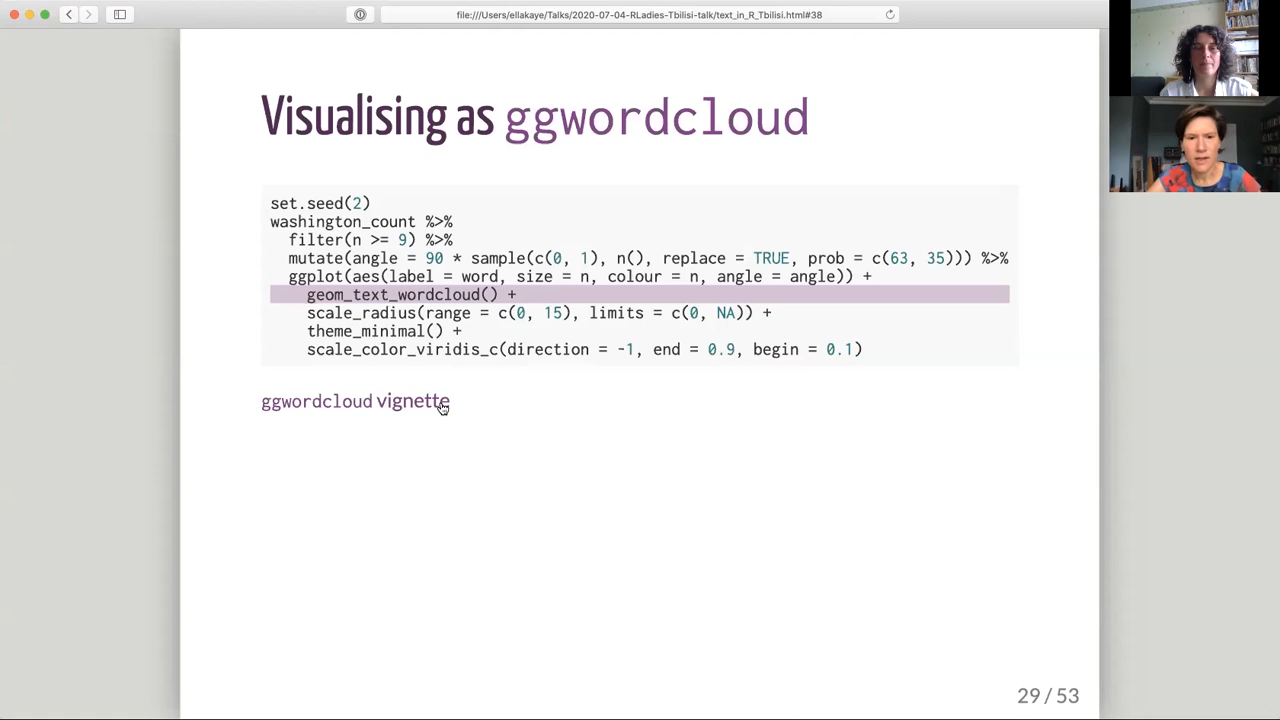 file:///Users/ellakaye/Talks/2020-07-04-RLadies-Tbilisi-talk/text_in_R_Tbilisi.html#38
Visualising as ggwordcloud
set.seed(2)
washington_count %>%
  filter(n >= 9) %>%
  mutate(angle = 90 * sample(c(0, 1), n(), replace = TRUE, prob = c(63, 35))) %>%
  ggplot(aes(label = word, size = n, colour = n, angle = angle)) +
    geom_text_wordcloud() +
    scale_radius(range = c(0, 15), limits = c(0, NA)) +
    theme_minimal() +
    scale_color_viridis_c(direction = -1, end = 0.9, begin = 0.1)
ggwordcloud vignette
29 / 53